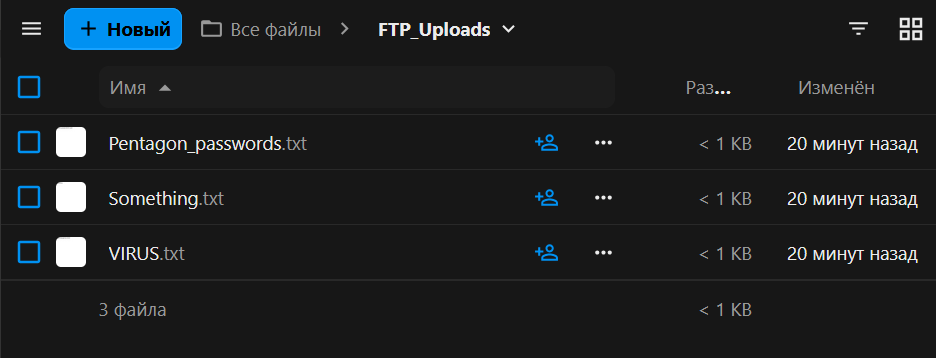 + Новый Все файлы > FTP_Uploads
Имя Раз... Изменён
Pentagon_passwords.txt < 1 KB 20 минут назад
Something.txt < 1 KB 20 минут назад
VIRUS.txt < 1 KB 20 минут назад
3 файла < 1 KB